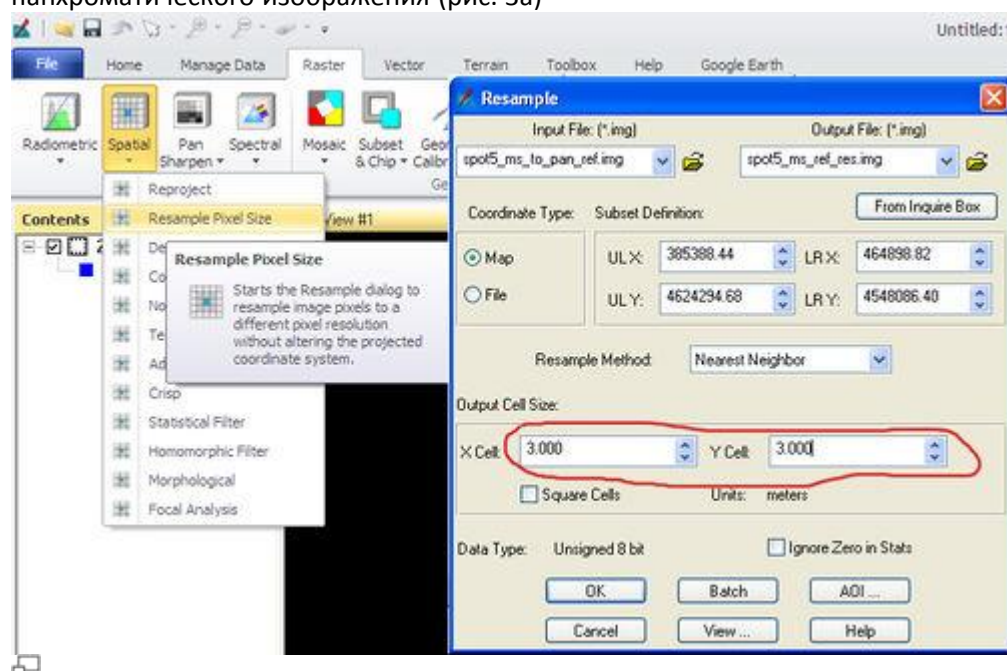 панхроматического изображения (рис. 3а)
Untitled:
File Home Manage Data Raster Vector Terrain Toolbox Help Google Earth
Radiometric Spatial Pan Sharpen Spectral Mosaic Subset & Chip
Reproject
Resample Pixel Size
Contents
View #1
Resample Pixel Size
Starts the Resample dialog to
resample image pixels to a
different pixel resolution
without altering the projected
coordinate system.
Crisp
Statistical Filter
Homomorphic Filter
Morphological
Focal Analysis
Resample
Input File: (*.img) Output File: (*.img)
spot5_ms_to_pan_ref.img spot5_ms_ref_res.img
Coordinate Type: Subset Definition: From Inquire Box
Map UL X: 385388.44 LR X: 464898.82
File UL Y: 4624294.68 LR Y: 4548086.40
Resample Method: Nearest Neighbor
Output Cell Size:
X Cell: 3.000 Y Cell: 3.000
Square Cells Units: meters
Data Type: Unsigned 8 bit Ignore Zero in Stats
OK Batch AOI ...
Cancel View ... Help